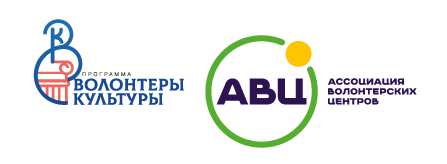 ПРОГРАММА
ВОЛОНТЕРЫ
КУЛЬТУРЫ
АВЦ
АССОЦИАЦИЯ
ВОЛОНТЕРСКИХ
ЦЕНТРОВ